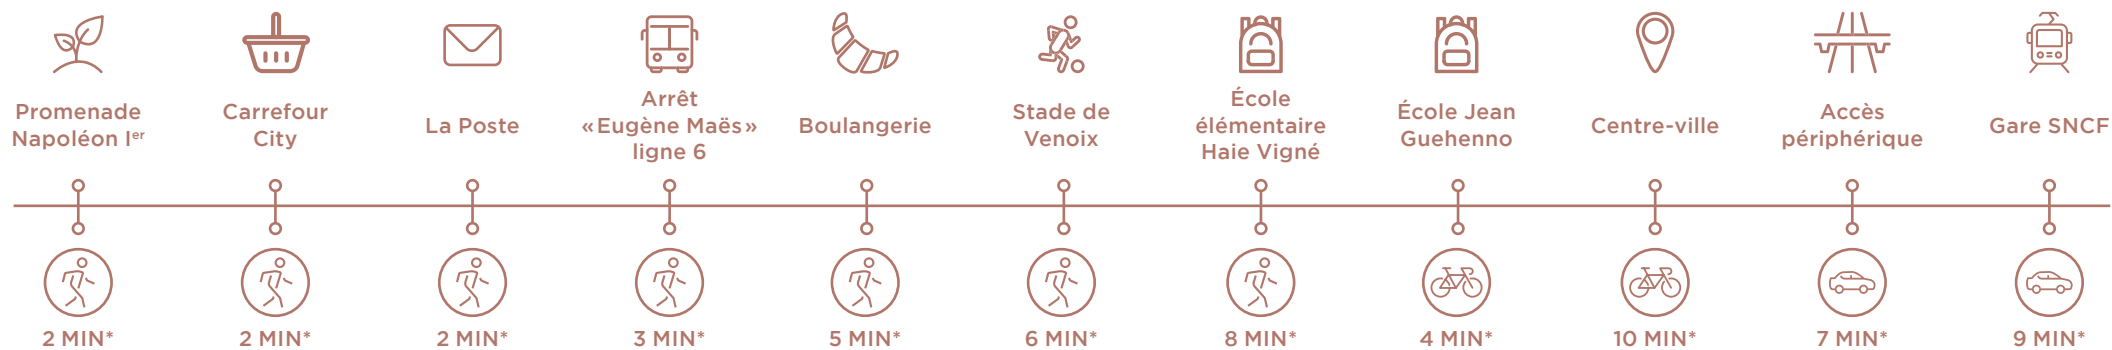 Promenade
Napoléon Ier
Carrefour
City
La Poste
Arrêt
«Eugène Maës»
ligne 6
Boulangerie
Stade de
Venoix
École
élémentaire
Haie Vigné
École Jean
Guehenno
Centre-ville
Accès
périphérique
Gare SNCF
2 MIN*
2 MIN*
2 MIN*
3 MIN*
5 MIN*
6 MIN*
8 MIN*
4 MIN*
10 MIN*
7 MIN*
9 MIN*